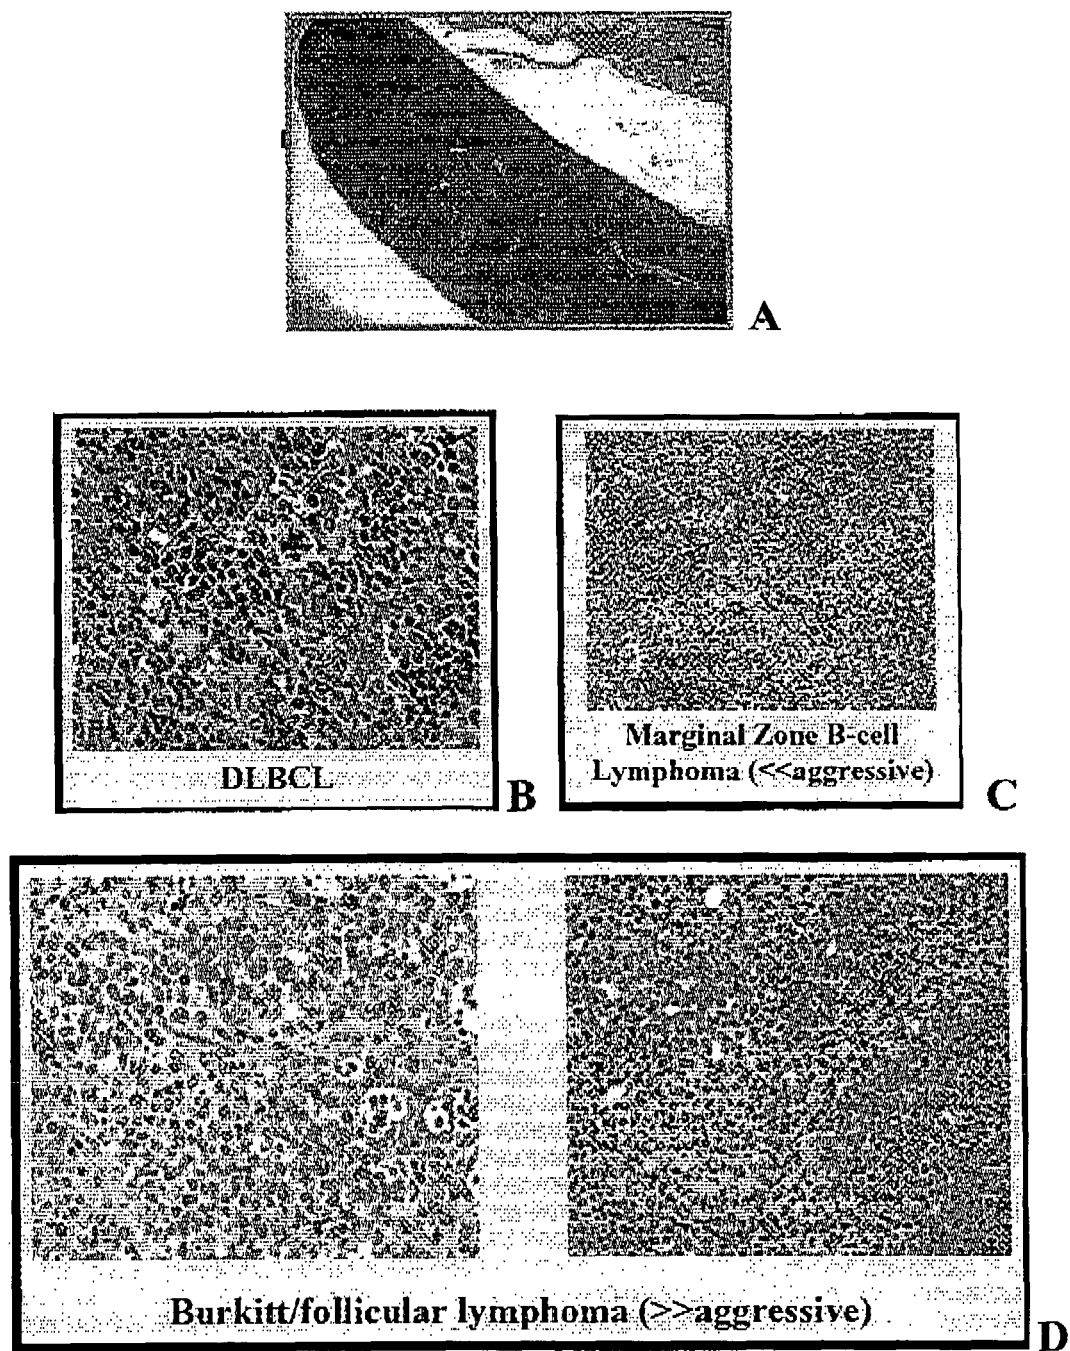 A
DLBCL
B
Marginal Zone B-cell
Lymphoma (<<aggressive)
C
Burkitt/follicular lymphoma (>>aggressive)
D